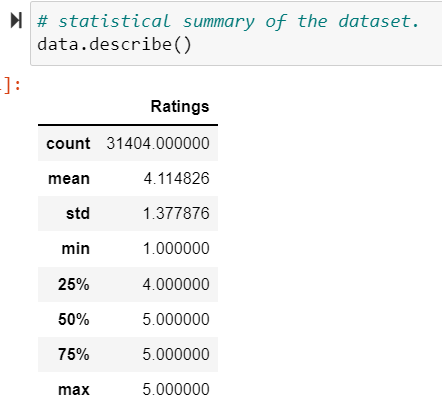 # statistical summary of the dataset.
data.describe()
]:
Ratings
count 31404.000000
mean 4.114826
std 1.377876
min 1.000000
25% 4.000000
50% 5.000000
75% 5.000000
max 5.000000